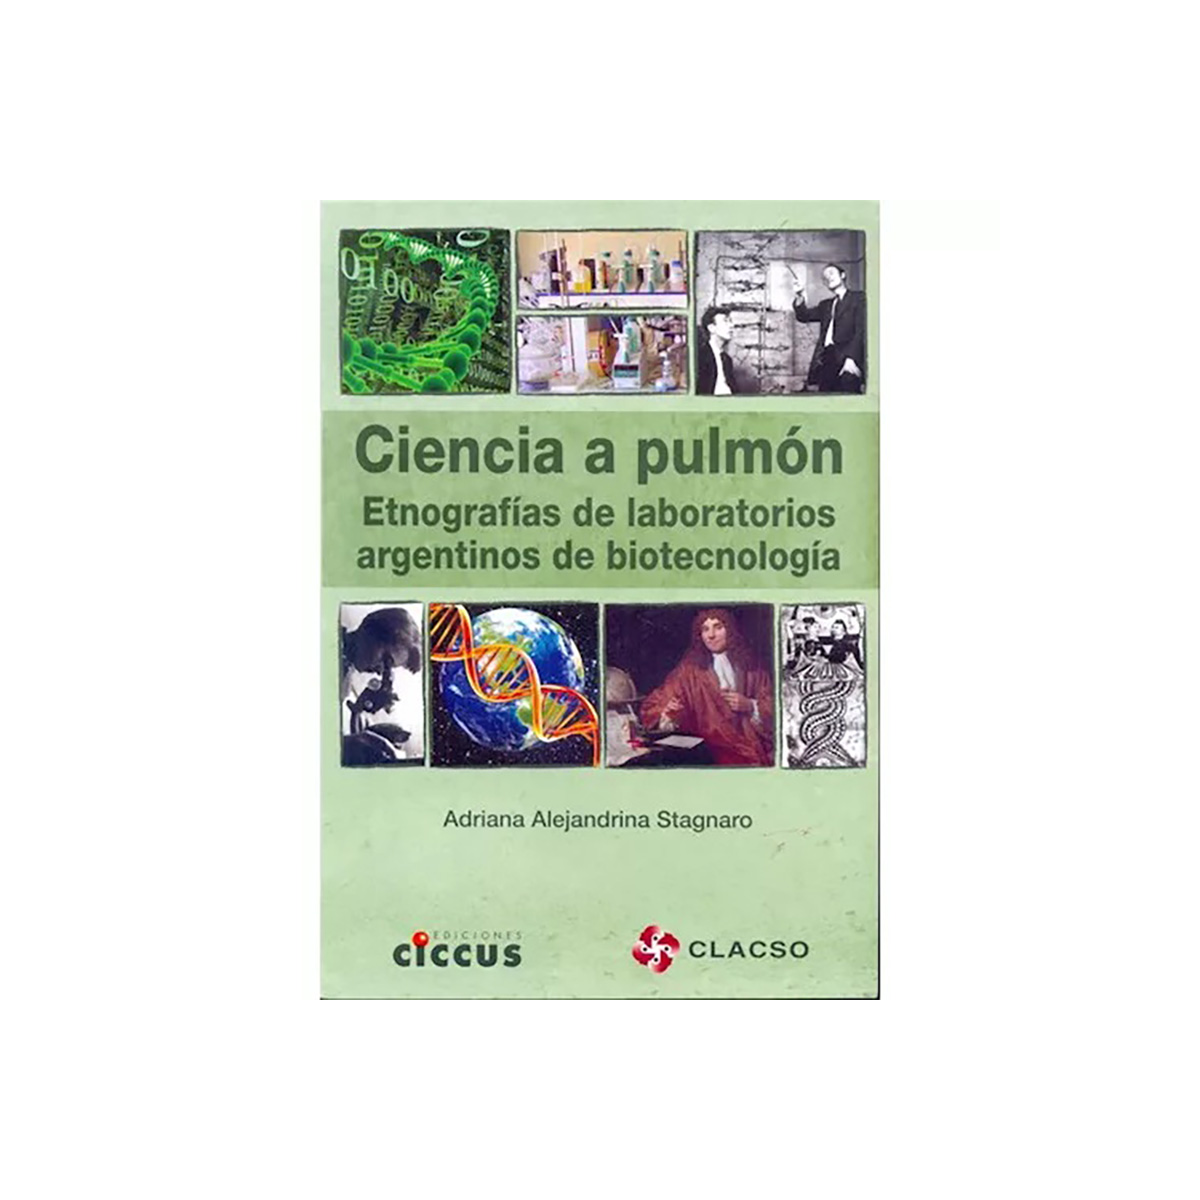 Ciencia a pulmón
Etnografías de laboratorios
argentinos de biotecnología
Adriana Alejandrina Stagnaro
EDICIONES
CICCUS
CLACSO